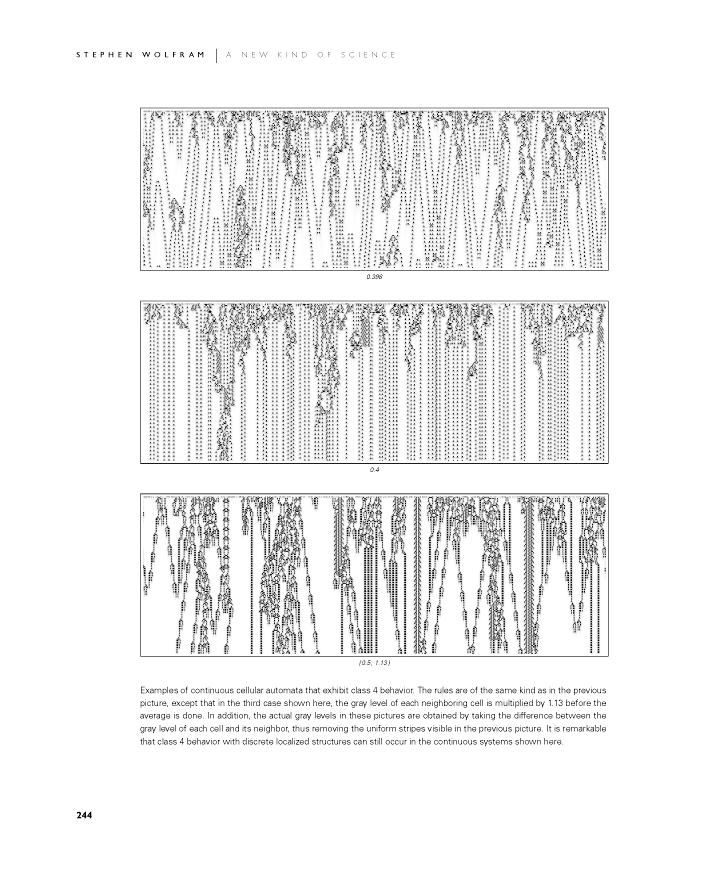 STEPHEN WOLFRAM | A NEW KIND OF SCIENCE
0.398
0.4
{0.5, 1.13}
Examples of continuous cellular automata that exhibit class 4 behavior. The rules are of the same kind as in the previous
picture, except that in the third case shown here, the gray level of each neighboring cell is multiplied by 1.13 before the
average is done. In addition, the actual gray levels in these pictures are obtained by taking the difference between the
gray level of each cell and its neighbor, thus removing the uniform stripes visible in the previous picture. It is remarkable
that class 4 behavior with discrete localized structures can still occur in the continuous systems shown here.
244